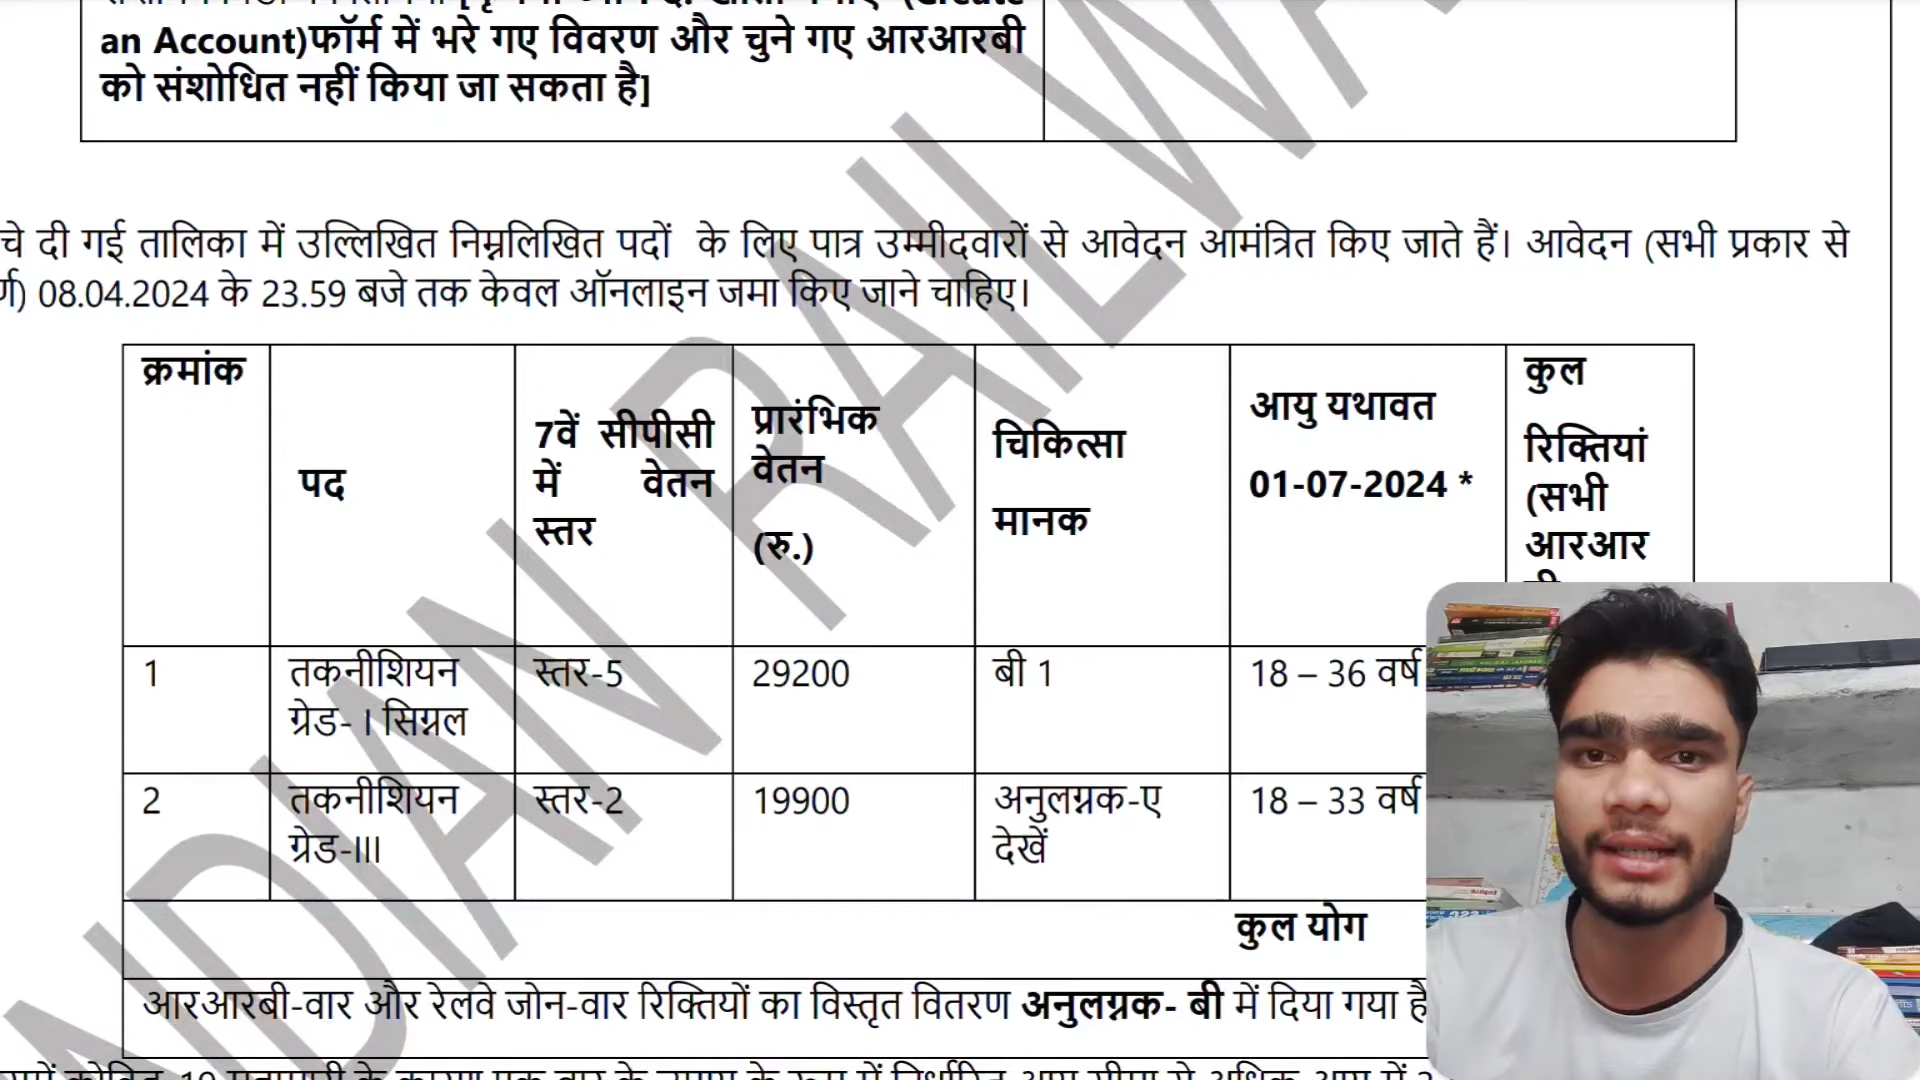 an Account)फॉर्म में भरे गए विवरण और चुने गए आरआरबी
को संशोधित नहीं किया जा सकता है]
चे दी गई तालिका में उल्लिखित निम्नलिखित पदों के लिए पात्र उम्मीदवारों से आवेदन आमंत्रित किए जाते हैं। आवेदन (सभी प्रकार से
र्ण) 08.04.2024 के 23.59 बजे तक केवल ऑनलाइन जमा किए जाने चाहिए।
क्रमांक
पद
7वें सीपीसी
में वेतन
स्तर
प्रारंभिक
वेतन
(रु.)
चिकित्सा
मानक
आयु यथावत
01-07-2024 *
कुल
रिक्तियां
(सभी
आरआर
1
तकनीशियन
ग्रेड- I सिग्नल
स्तर-5
29200
बी 1
18 – 36 वर्ष
2
तकनीशियन
ग्रेड-III
स्तर-2
19900
अनुलग्नक-ए
देखें
18 – 33 वर्ष
कुल योग
आरआरबी-वार और रेलवे जोन-वार रिक्तियों का विस्तृत वितरण अनुलग्नक- बी में दिया गया है
INDIAN RAILWA